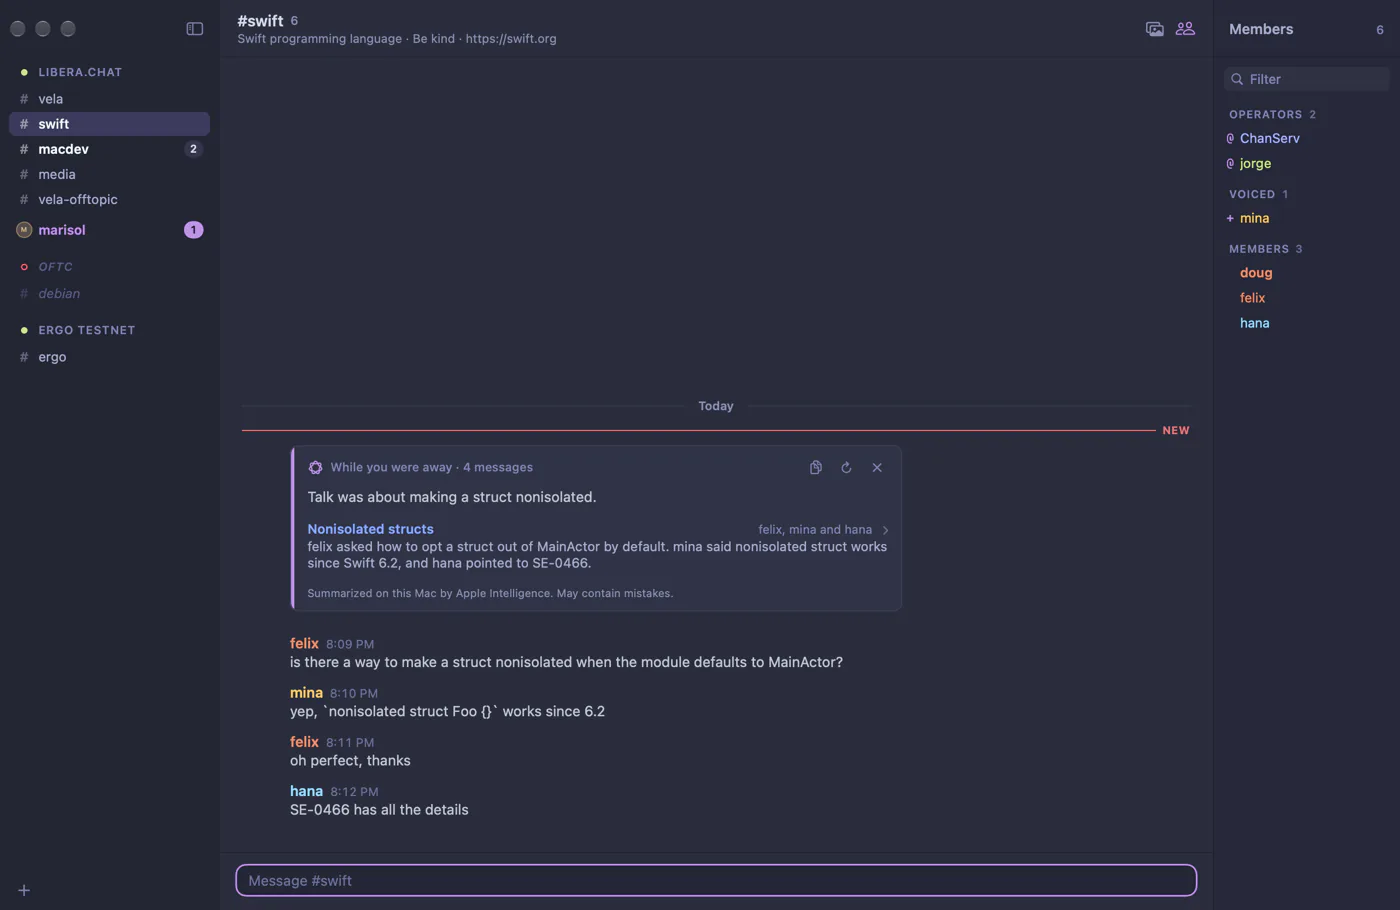 LIBERA.CHAT
# vela
# swift
# macdev 2
# media
# vela-offtopic
M marisol 1
OFTC
# debian
ERGO TESTNET
# ergo
+
#swift 6
Swift programming language · Be kind · https://swift.org
Today
NEW
While you were away · 4 messages
Talk was about making a struct nonisolated.
Nonisolated structs felix, mina and hana
felix asked how to opt a struct out of MainActor by default. mina said nonisolated struct works
since Swift 6.2, and hana pointed to SE-0466.
Summarized on this Mac by Apple Intelligence. May contain mistakes.
felix 8:09 PM
is there a way to make a struct nonisolated when the module defaults to MainActor?
mina 8:10 PM
yep, `nonisolated struct Foo {}` works since 6.2
felix 8:11 PM
oh perfect, thanks
hana 8:12 PM
SE-0466 has all the details
Message #swift
Members 6
Filter
OPERATORS 2
@ ChanServ
@ jorge
VOICED 1
+ mina
MEMBERS 3
doug
felix
hana